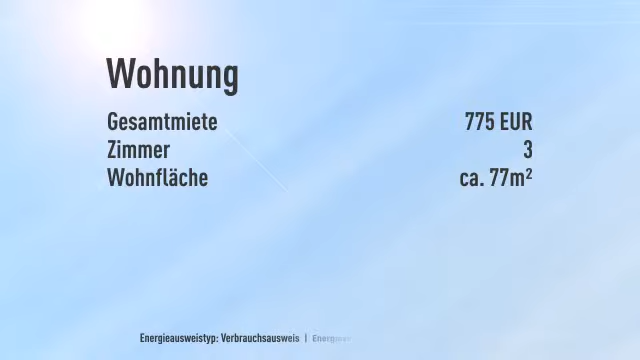 Wohnung
Gesamtmiete 775 EUR
Zimmer 3
Wohnfläche ca. 77m²
Energieausweistyp: Verbrauchsausweis |